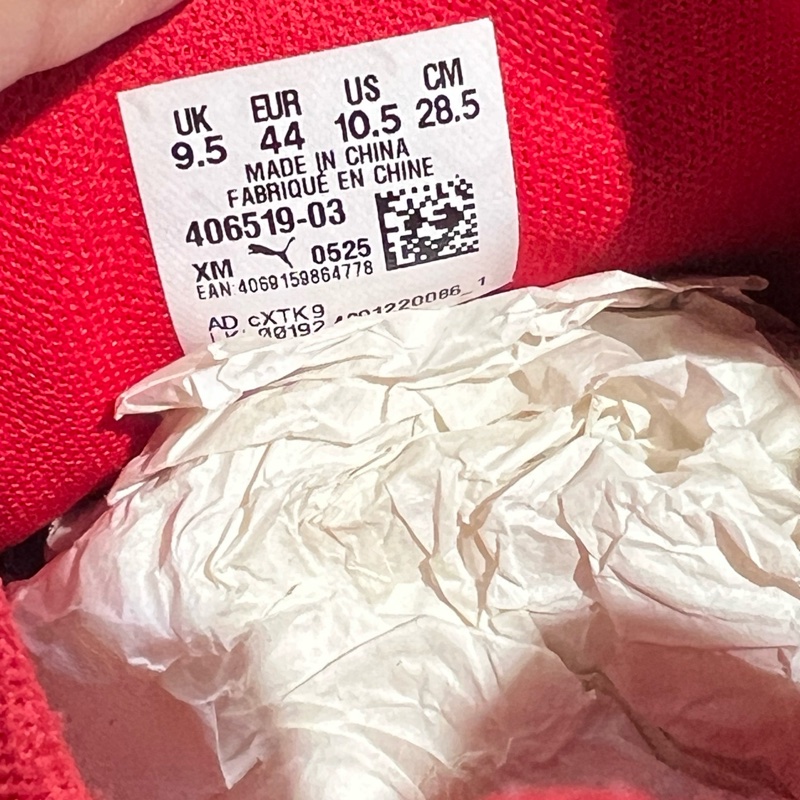 UK EUR US CM
9.5 44 10.5 28.5
MADE IN CHINA
FABRIQUÉ EN CHINE
406519-03
XM 0525
EAN:4069159864778
AD cXTK9